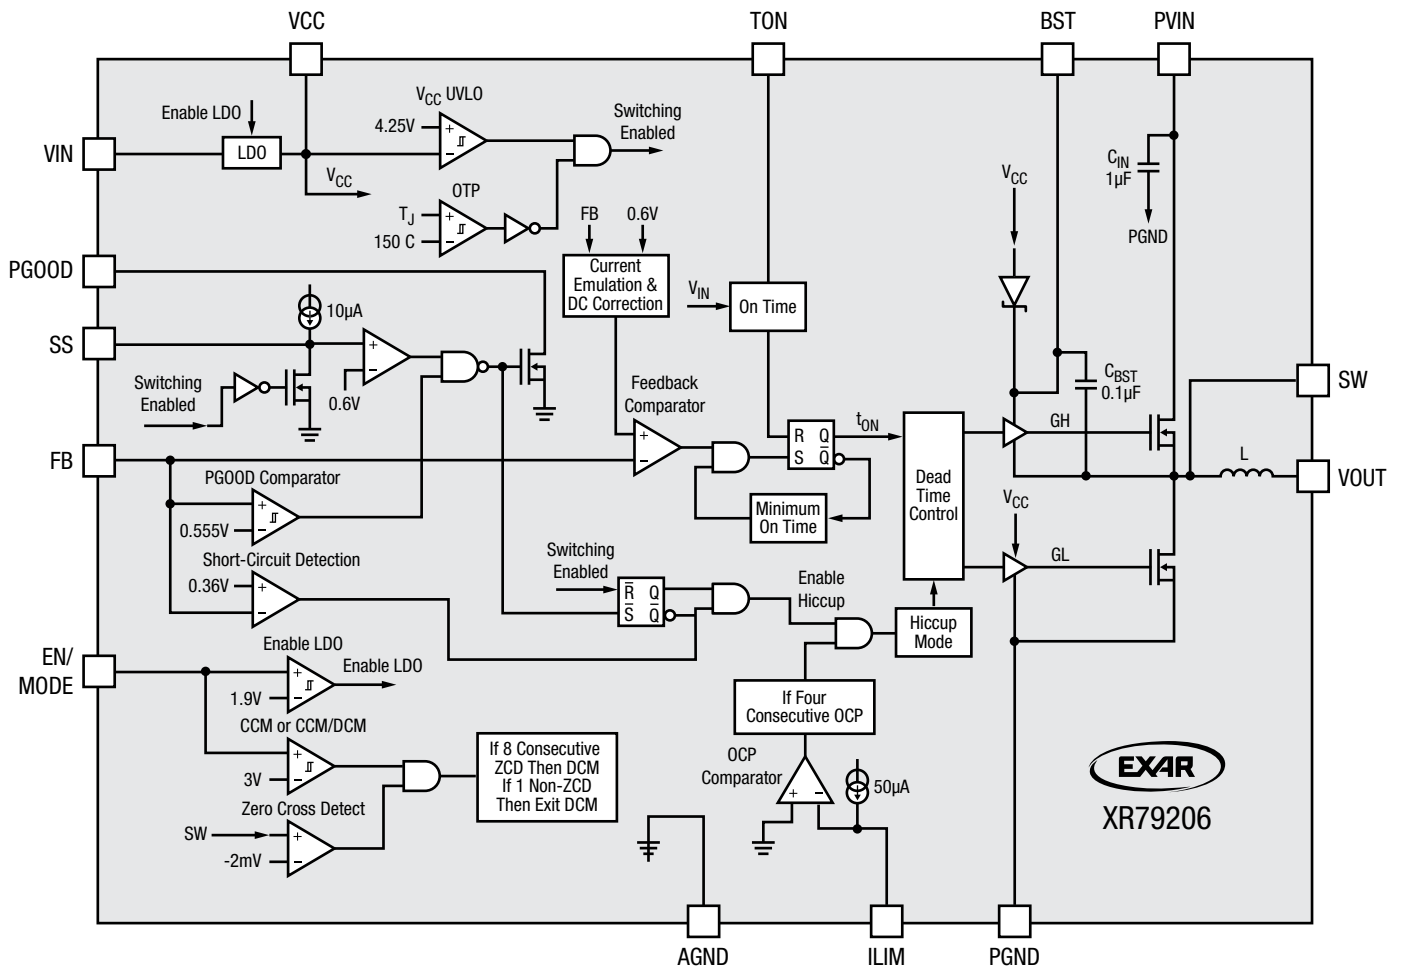 VCC
TON
BST
PVIN
VIN
Enable LDO
LDO
VCC
VCC UVLO
4.25V
+
−
Switching
Enabled
OTP
TJ
150 C
+
−
FB
0.6V
Current
Emulation &
DC Correction
VIN
On Time
VCC
CIN
1µF
PGND
PGOOD
SS
10µA
+
−
0.6V
Switching
Enabled
Feedback
Comparator
+
−
R Q
S Q̅
tON
Dead
Time
Control
CBST
0.1µF
GH
SW
L
VOUT
FB
PGOOD Comparator
+
−
0.555V
Minimum
On Time
VCC
GL
Short-Circuit Detection
0.36V
+
−
Switching
Enabled
R̅ Q
S̅ Q̅
Enable
Hiccup
Hiccup
Mode
EN/
MODE
Enable LDO
+
−
1.9V
Enable LDO
If Four
Consecutive OCP
CCM or CCM/DCM
+
−
3V
If 8 Consecutive
ZCD Then DCM
If 1 Non-ZCD
Then Exit DCM
OCP
Comparator
+ −
50µA
Zero Cross Detect
SW
+
−
-2mV
EXAR
XR79206
AGND
ILIM
PGND